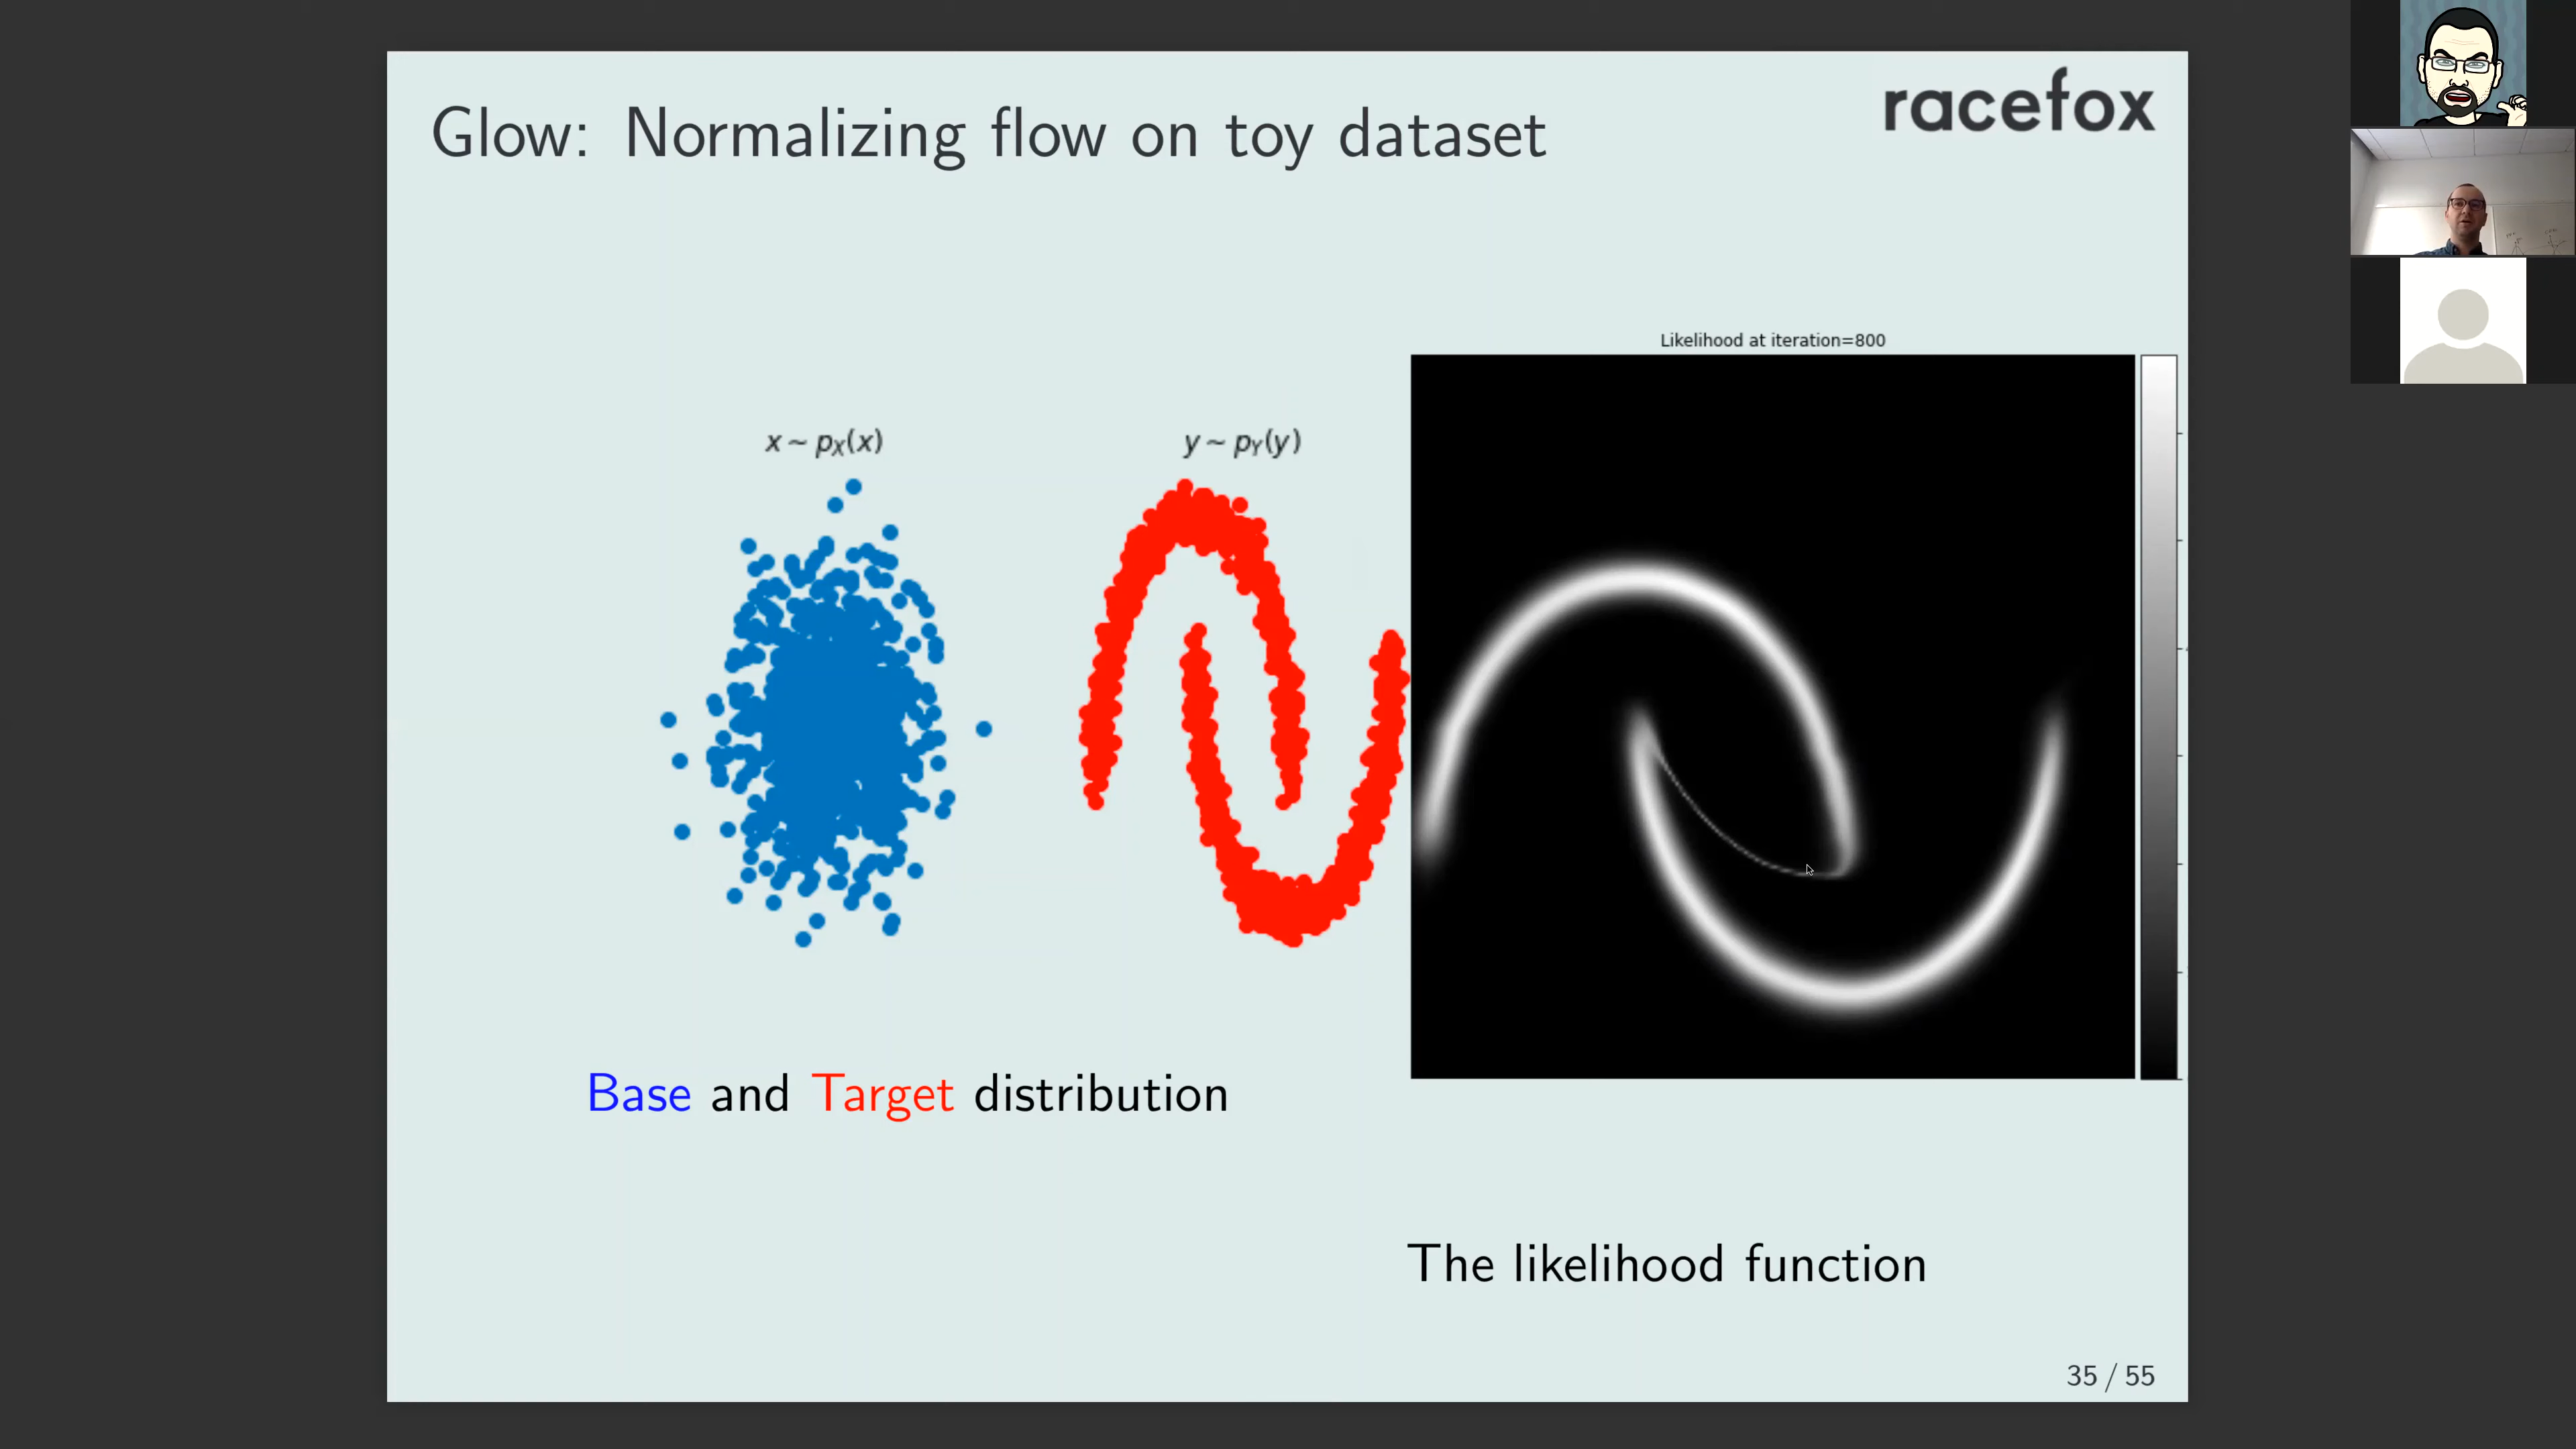 Glow: Normalizing flow on toy dataset
racefox
Likelihood at iteration=800
x ~ pX(x)
y ~ pY(y)
Base and Target distribution
The likelihood function
35 / 55